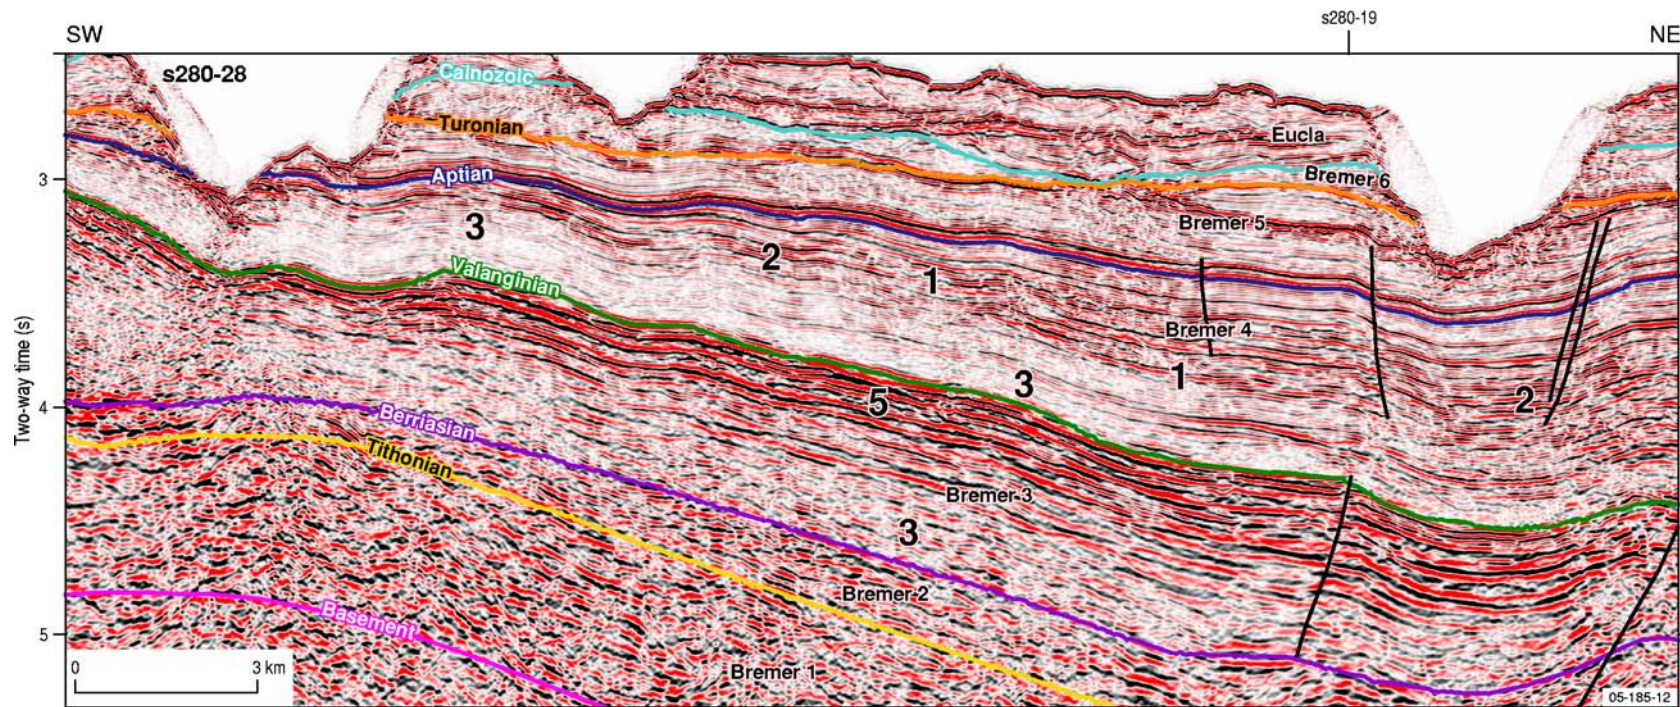 s280-19
SW
NE
s280-28
Cainozoic
Turonian
Eucla
3
Aptian
Bremer 6
3
Bremer 5
2
Valanginian
1
Bremer 4
Two-way time (s)
1
3
2
4
5
Berriasian
Tithonian
Bremer 3
3
Bremer 2
Basement
5
Bremer 1
0 3 km
05-185-12